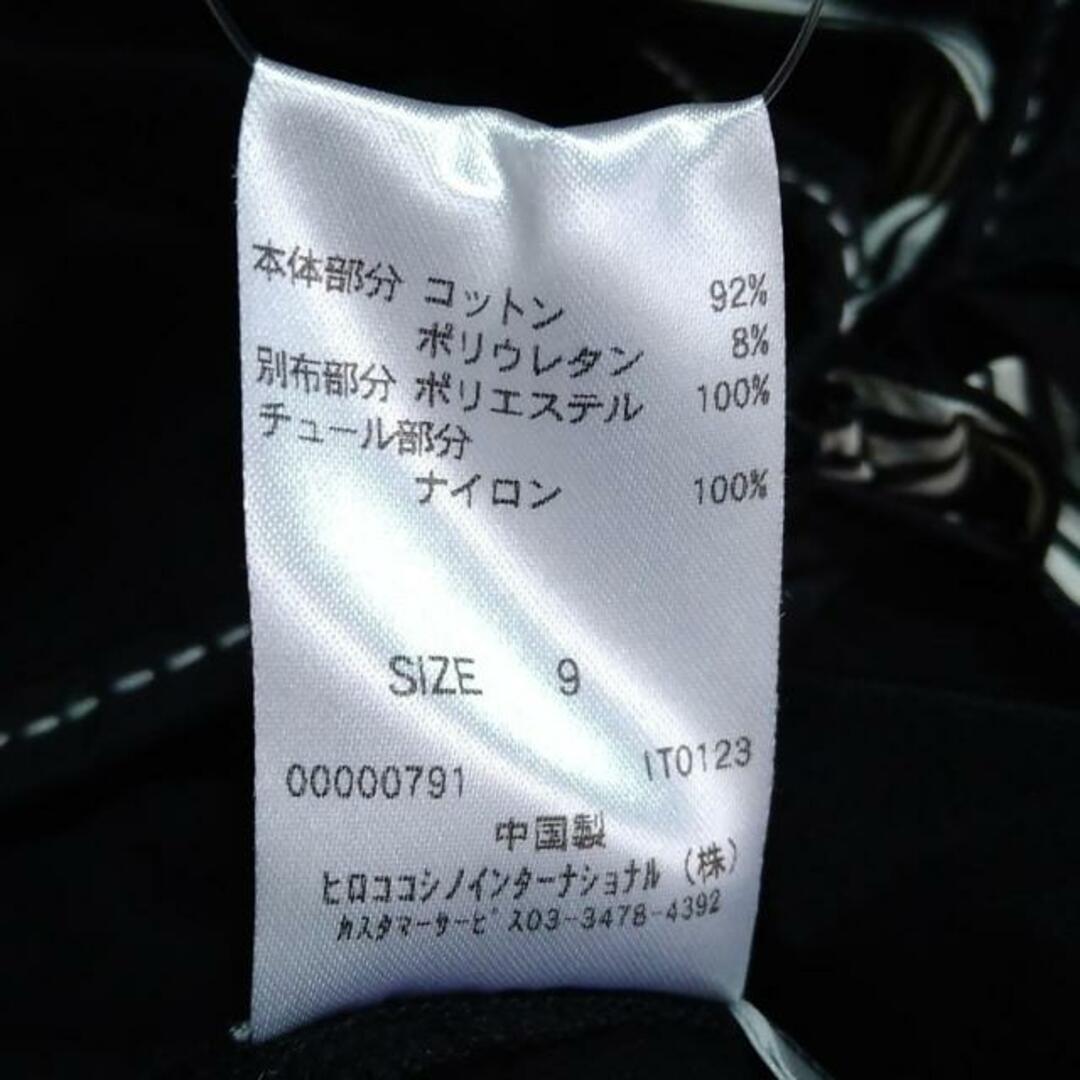 本体部分 コットン 92%
ポリウレタン 8%
別布部分 ポリエステル 100%
チュール部分
ナイロン 100%
SIZE 9
00000791 IT0123
中国製
ヒロココシノインターナショナル (株)
カスタマーサービス03-3478-4392